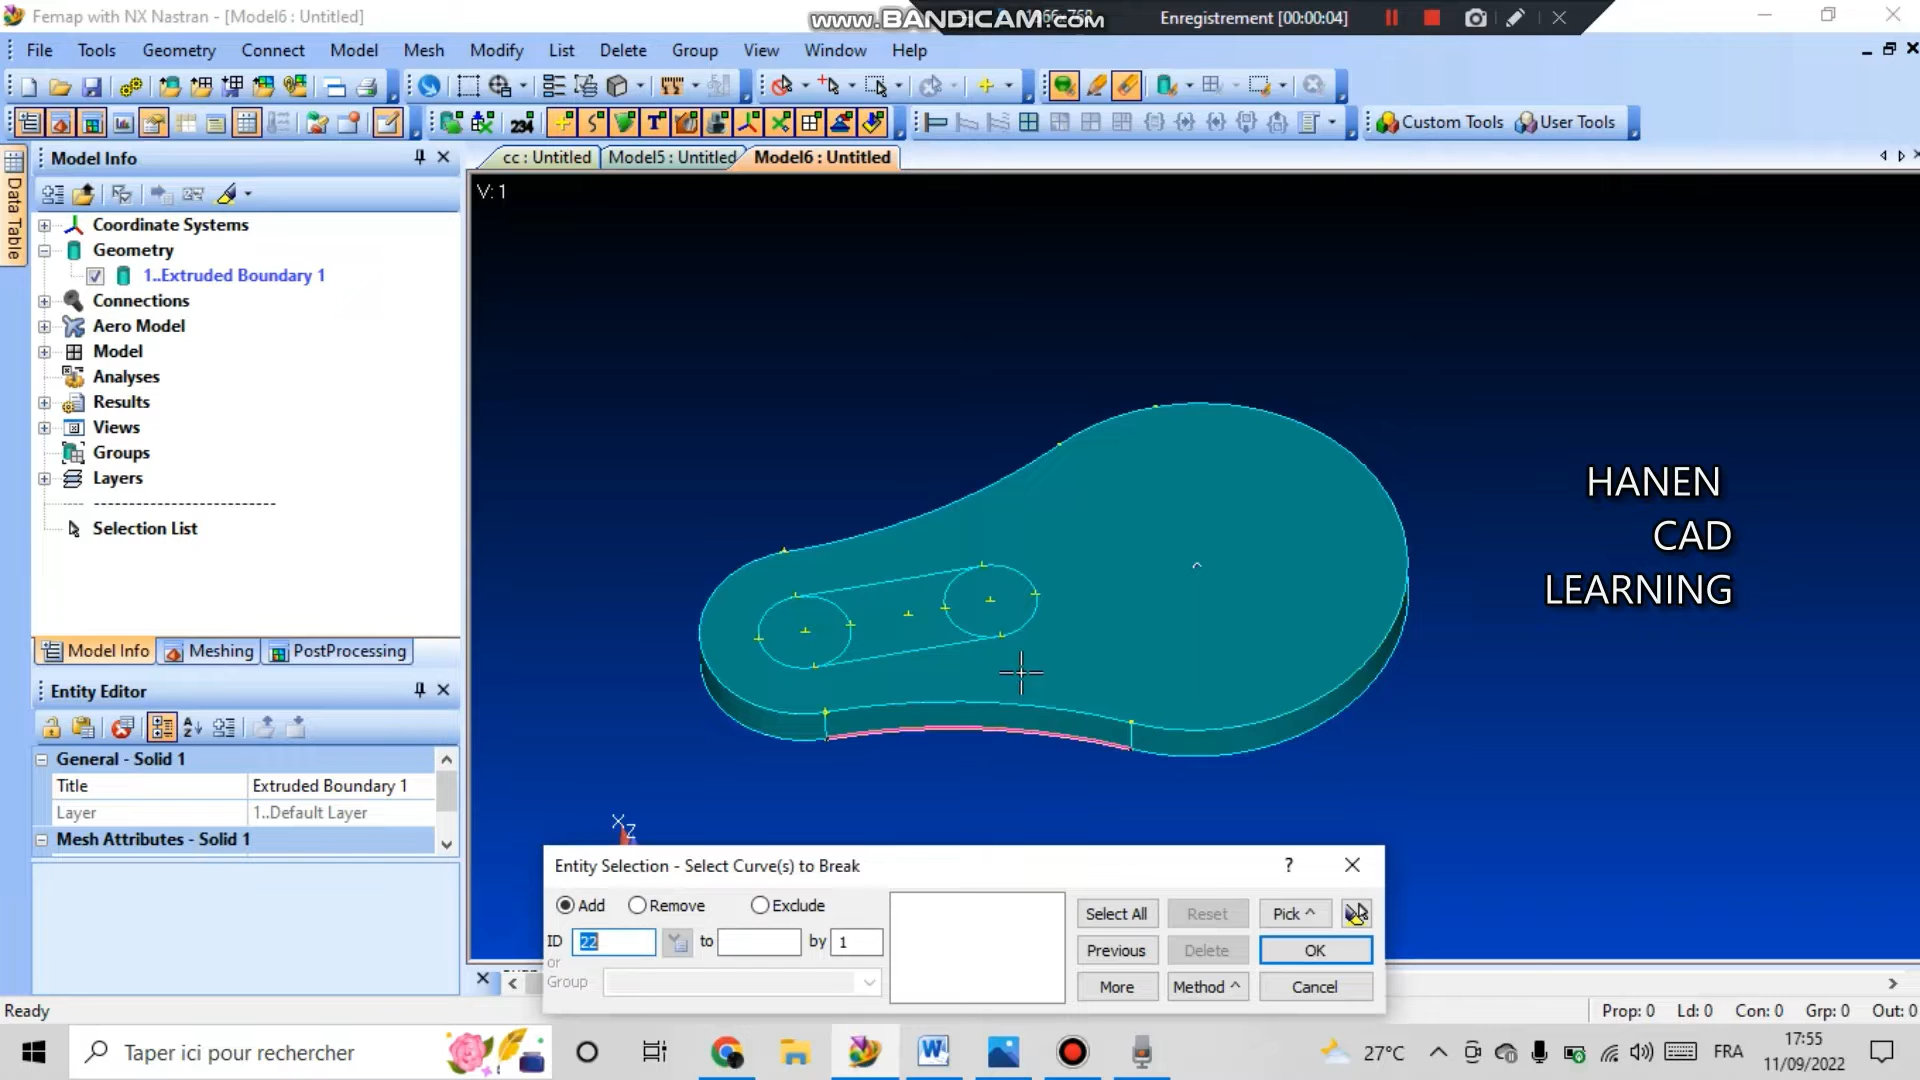 Femap with NX Nastran - [Model6 : Untitled]
www.BANDICAM.com
Enregistrement [00:00:04]
File Tools Geometry Connect Model Mesh Modify List Delete Group View Window Help
234
Custom Tools
User Tools
Data Table
Model Info
cc : Untitled
Model5 : Untitled
Model6 : Untitled
V: 1
Coordinate Systems
Geometry
1..Extruded Boundary 1
Connections
Aero Model
Model
Analyses
Results
Views
Groups
Layers
Selection List
HANEN
CAD
LEARNING
Model Info
Meshing
PostProcessing
Entity Editor
General - Solid 1
Title Extruded Boundary 1
Layer 1..Default Layer
Mesh Attributes - Solid 1
X
Z
Entity Selection - Select Curve(s) to Break
?
Add Remove Exclude
ID 22 to by 1
or
Group
Select All Reset Pick ^
Previous Delete OK
More Method ^ Cancel
Ready
Prop: 0 Ld: 0 Con: 0 Grp: 0 Out: 0
Taper ici pour rechercher
27°C
FRA
17:55
11/09/2022